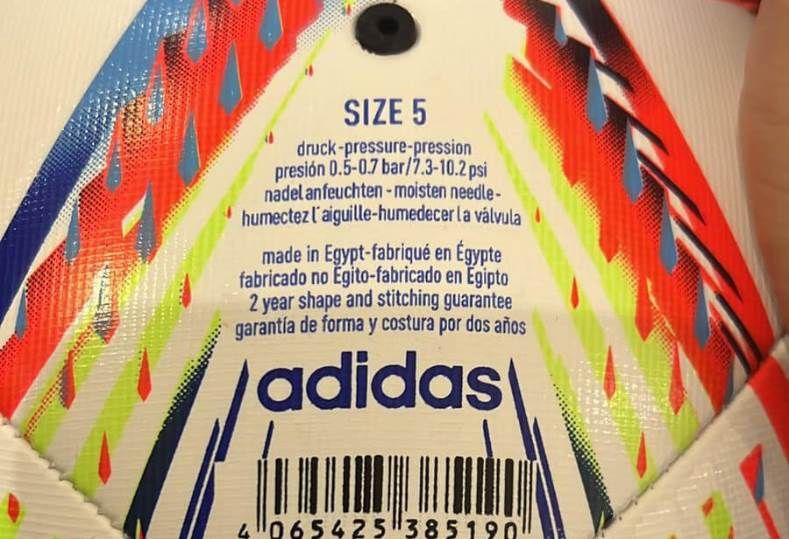 SIZE 5
druck-pressure-pression
presión 0.5-0.7 bar/7.3-10.2 psi
nadel anfeuchten - moisten needle-
humectez l'aiguille-humedecer la válvula
made in Egypt-fabriqué en Égypte
fabricado no Egito-fabricado en Egipto
2 year shape and stitching guarantee
garantía de forma y costura por dos años
adidas
4 065425 385190